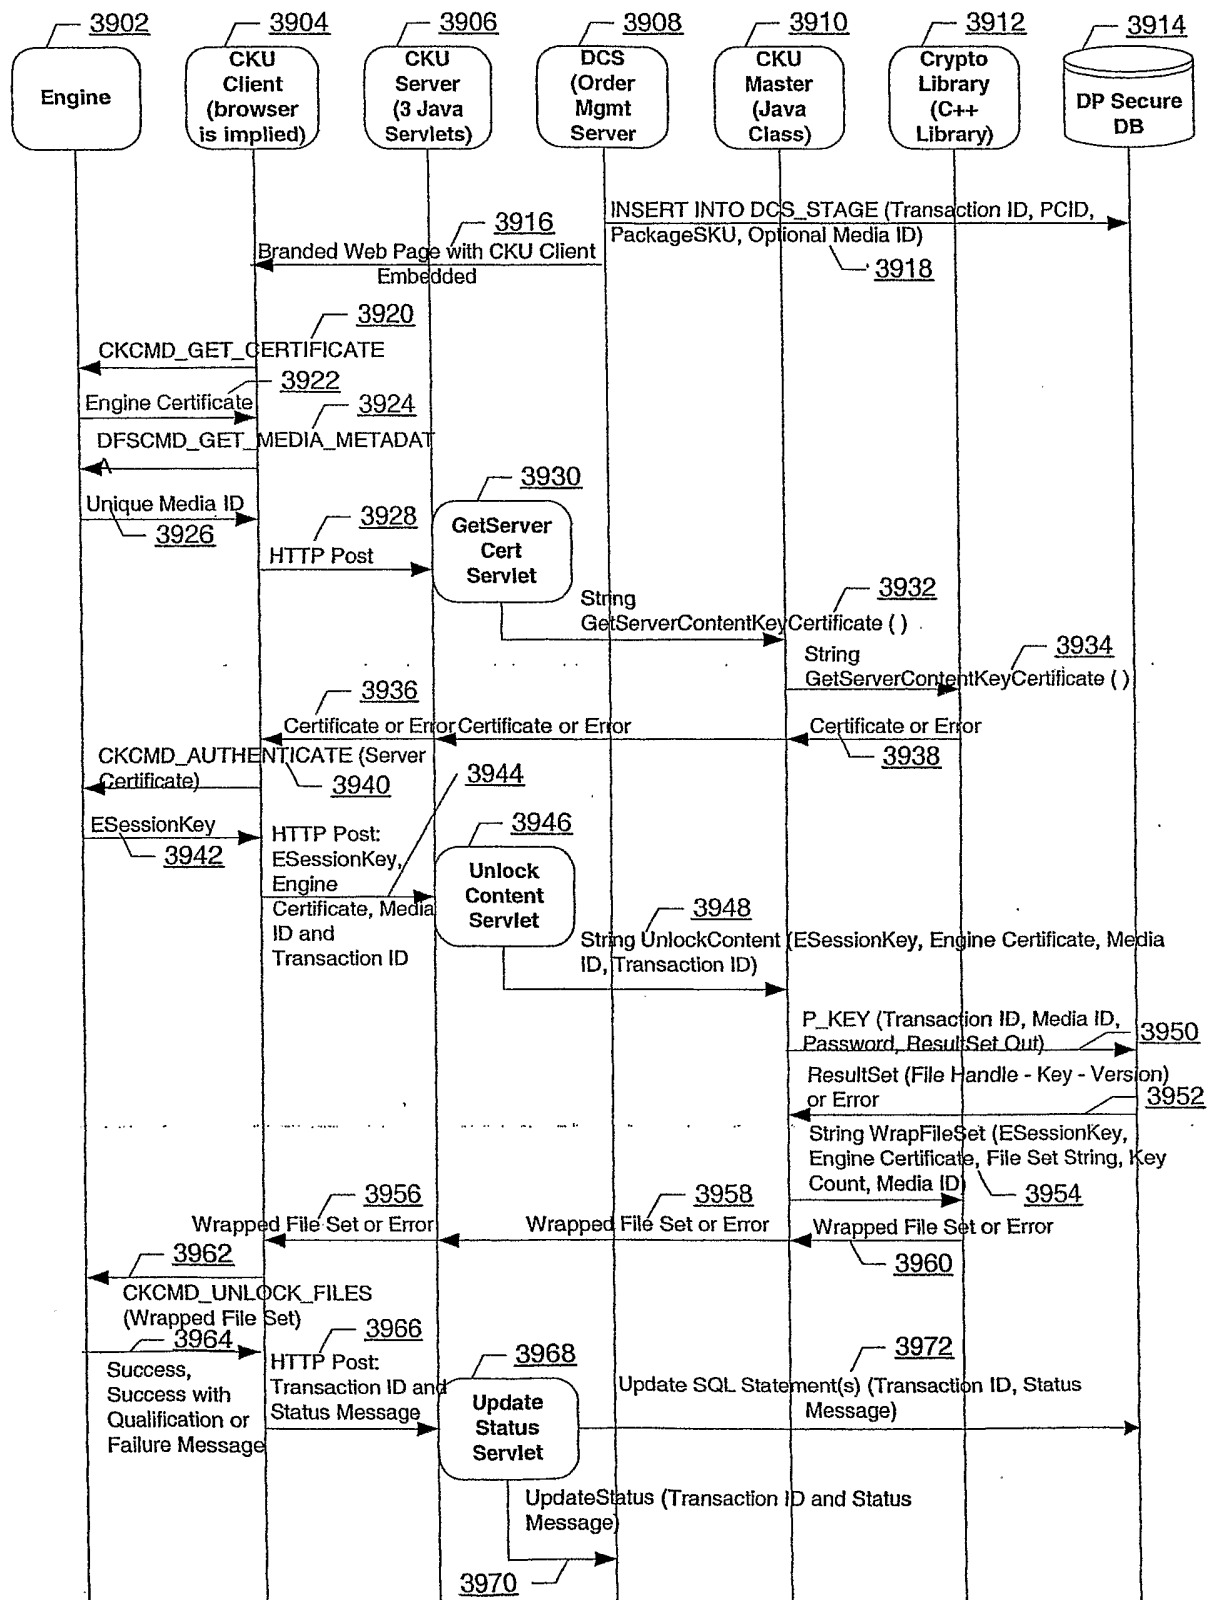 3902
3904
3906
3908
3910
3912
3914
Engine
CKU
Client
(browser
is implied)
CKU
Server
(3 Java
Servlets)
DCS
(Order
Mgmt
Server
CKU
Master
(Java
Class)
Crypto
Library
(C++
Library)
DP Secure
DB
INSERT INTO DCS_STAGE (Transaction ID, PCID,
PackageSKU, Optional Media ID)
3918
3916
Branded Web Page with CKU Client
Embedded
3920
CKCMD_GET_CERTIFICATE
3922
Engine Certificate
3924
DFSCMD_GET_MEDIA_METADAT
A
Unique Media ID
3926
3928
HTTP Post
3930
GetServer
Cert
Servlet
3932
String
GetServerContentKeyCertificate ( )
3934
String
GetServerContentKeyCertificate ( )
3936
Certificate or Error
Certificate or Error
Certificate or Error
3938
CKCMD_AUTHENTICATE (Server
Certificate)
3940
3944
ESessionKey
3942
HTTP Post:
ESessionKey,
Engine
Certificate, Media
ID and
Transaction ID
3946
Unlock
Content
Servlet
3948
String UnlockContent (ESessionKey, Engine Certificate, Media
ID, Transaction ID)
P_KEY (Transaction ID, Media ID,
Password, ResultSet Out)
3950
ResultSet (File Handle - Key - Version)
or Error
3952
String WrapFileSet (ESessionKey,
Engine Certificate, File Set String, Key
Count, Media ID)
3954
3956
Wrapped File Set or Error
3958
Wrapped File Set or Error
Wrapped File Set or Error
3960
3962
CKCMD_UNLOCK_FILES
(Wrapped File Set)
3964
Success,
Success with
Qualification or
Failure Message
3966
HTTP Post:
Transaction ID and
Status Message
3968
Update
Status
Servlet
3972
Update SQL Statement(s) (Transaction ID, Status
Message)
UpdateStatus (Transaction ID and Status
Message)
3970